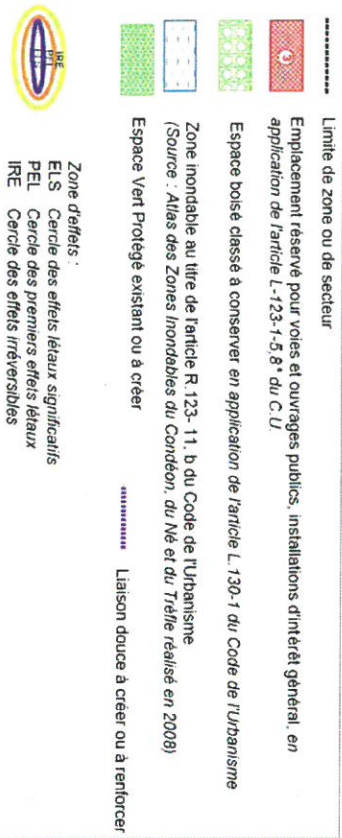 Limite de zone ou de secteur
3
Emplacement réservé pour voies et ouvrages publics, installations d'intérêt général, en
application de l'article L-123-1-5,8° du C.U.
Espace boisé classé à conserver en application de l'article L.130-1 du Code de l'Urbanisme
Zone inondable au titre de l'article R.123- 11, b du Code de l'Urbanisme
(Source : Atlas des Zones Inondables du Condéon, du Né et du Trèfle réalisé en 2008)
Espace Vert Protégé existant ou à créer
Liaison douce à créer ou à renforcer
IRE
PEL
Zone d'effets :
ELS Cercle des effets létaux significatifs
PEL Cercle des premiers effets létaux
IRE Cercle des effets irréversibles